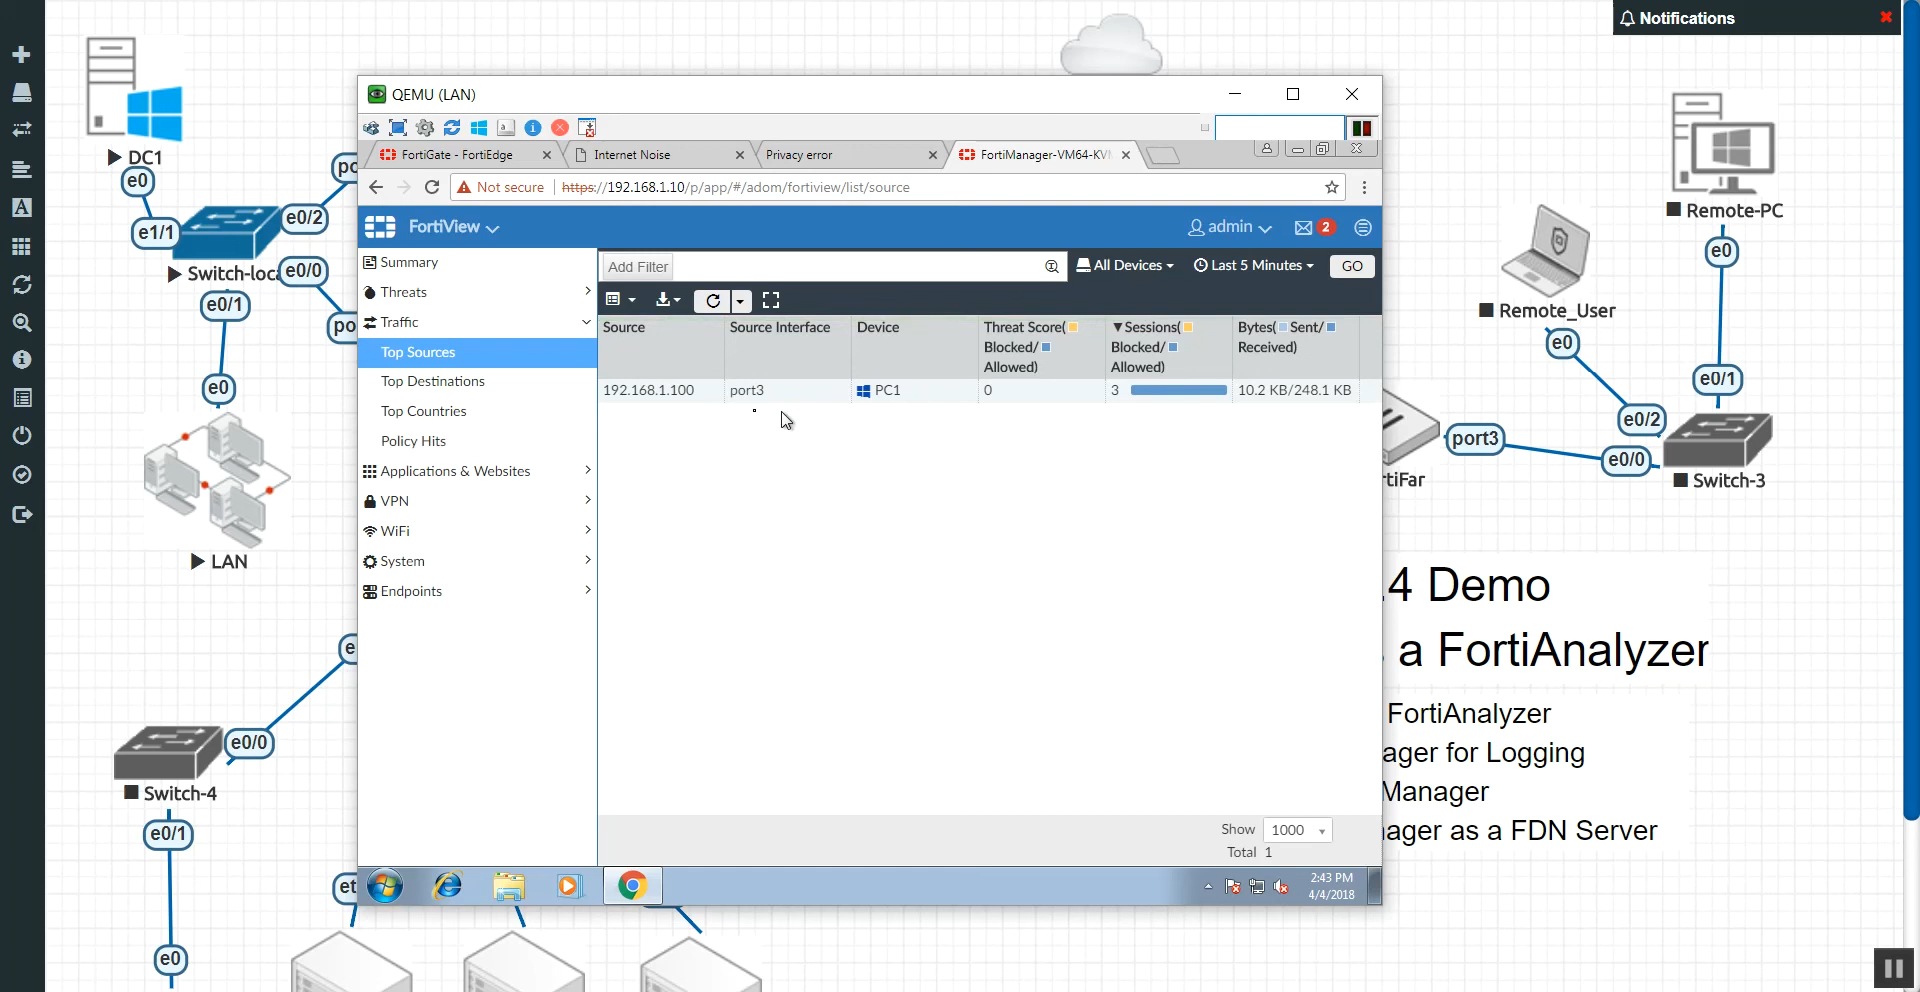 Notifications
DC1
e0
e1/1
e0/2
po
Switch-loc
e0/0
e0/1
po
e0
LAN
e
e0/0
Switch-4
e0/1
e0
et
QEMU (LAN)
FortiGate - FortiEdge
Internet Noise
Privacy error
FortiManager-VM64-KV
Not secure
https://192.168.1.10/p/app/#/adom/fortiview/list/source
FortiView
admin
2
Summary
Threats
Traffic
Top Sources
Top Destinations
Top Countries
Policy Hits
Applications & Websites
VPN
WiFi
System
Endpoints
Add Filter
All Devices
Last 5 Minutes
GO
Source
Source Interface
Device
Threat Score(
Blocked/
Allowed)
▼Sessions(
Blocked/
Allowed)
Bytes( Sent/
Received)
192.168.1.100
port3
PC1
0
3
10.2 KB/248.1 KB
Show 1000
Total 1
2:43 PM
4/4/2018
Remote-PC
e0
Remote_User
e0
e0/1
e0/2
port3
e0/0
tiFar
Switch-3
.4 Demo
a FortiAnalyzer
FortiAnalyzer
ager for Logging
Manager
ager as a FDN Server